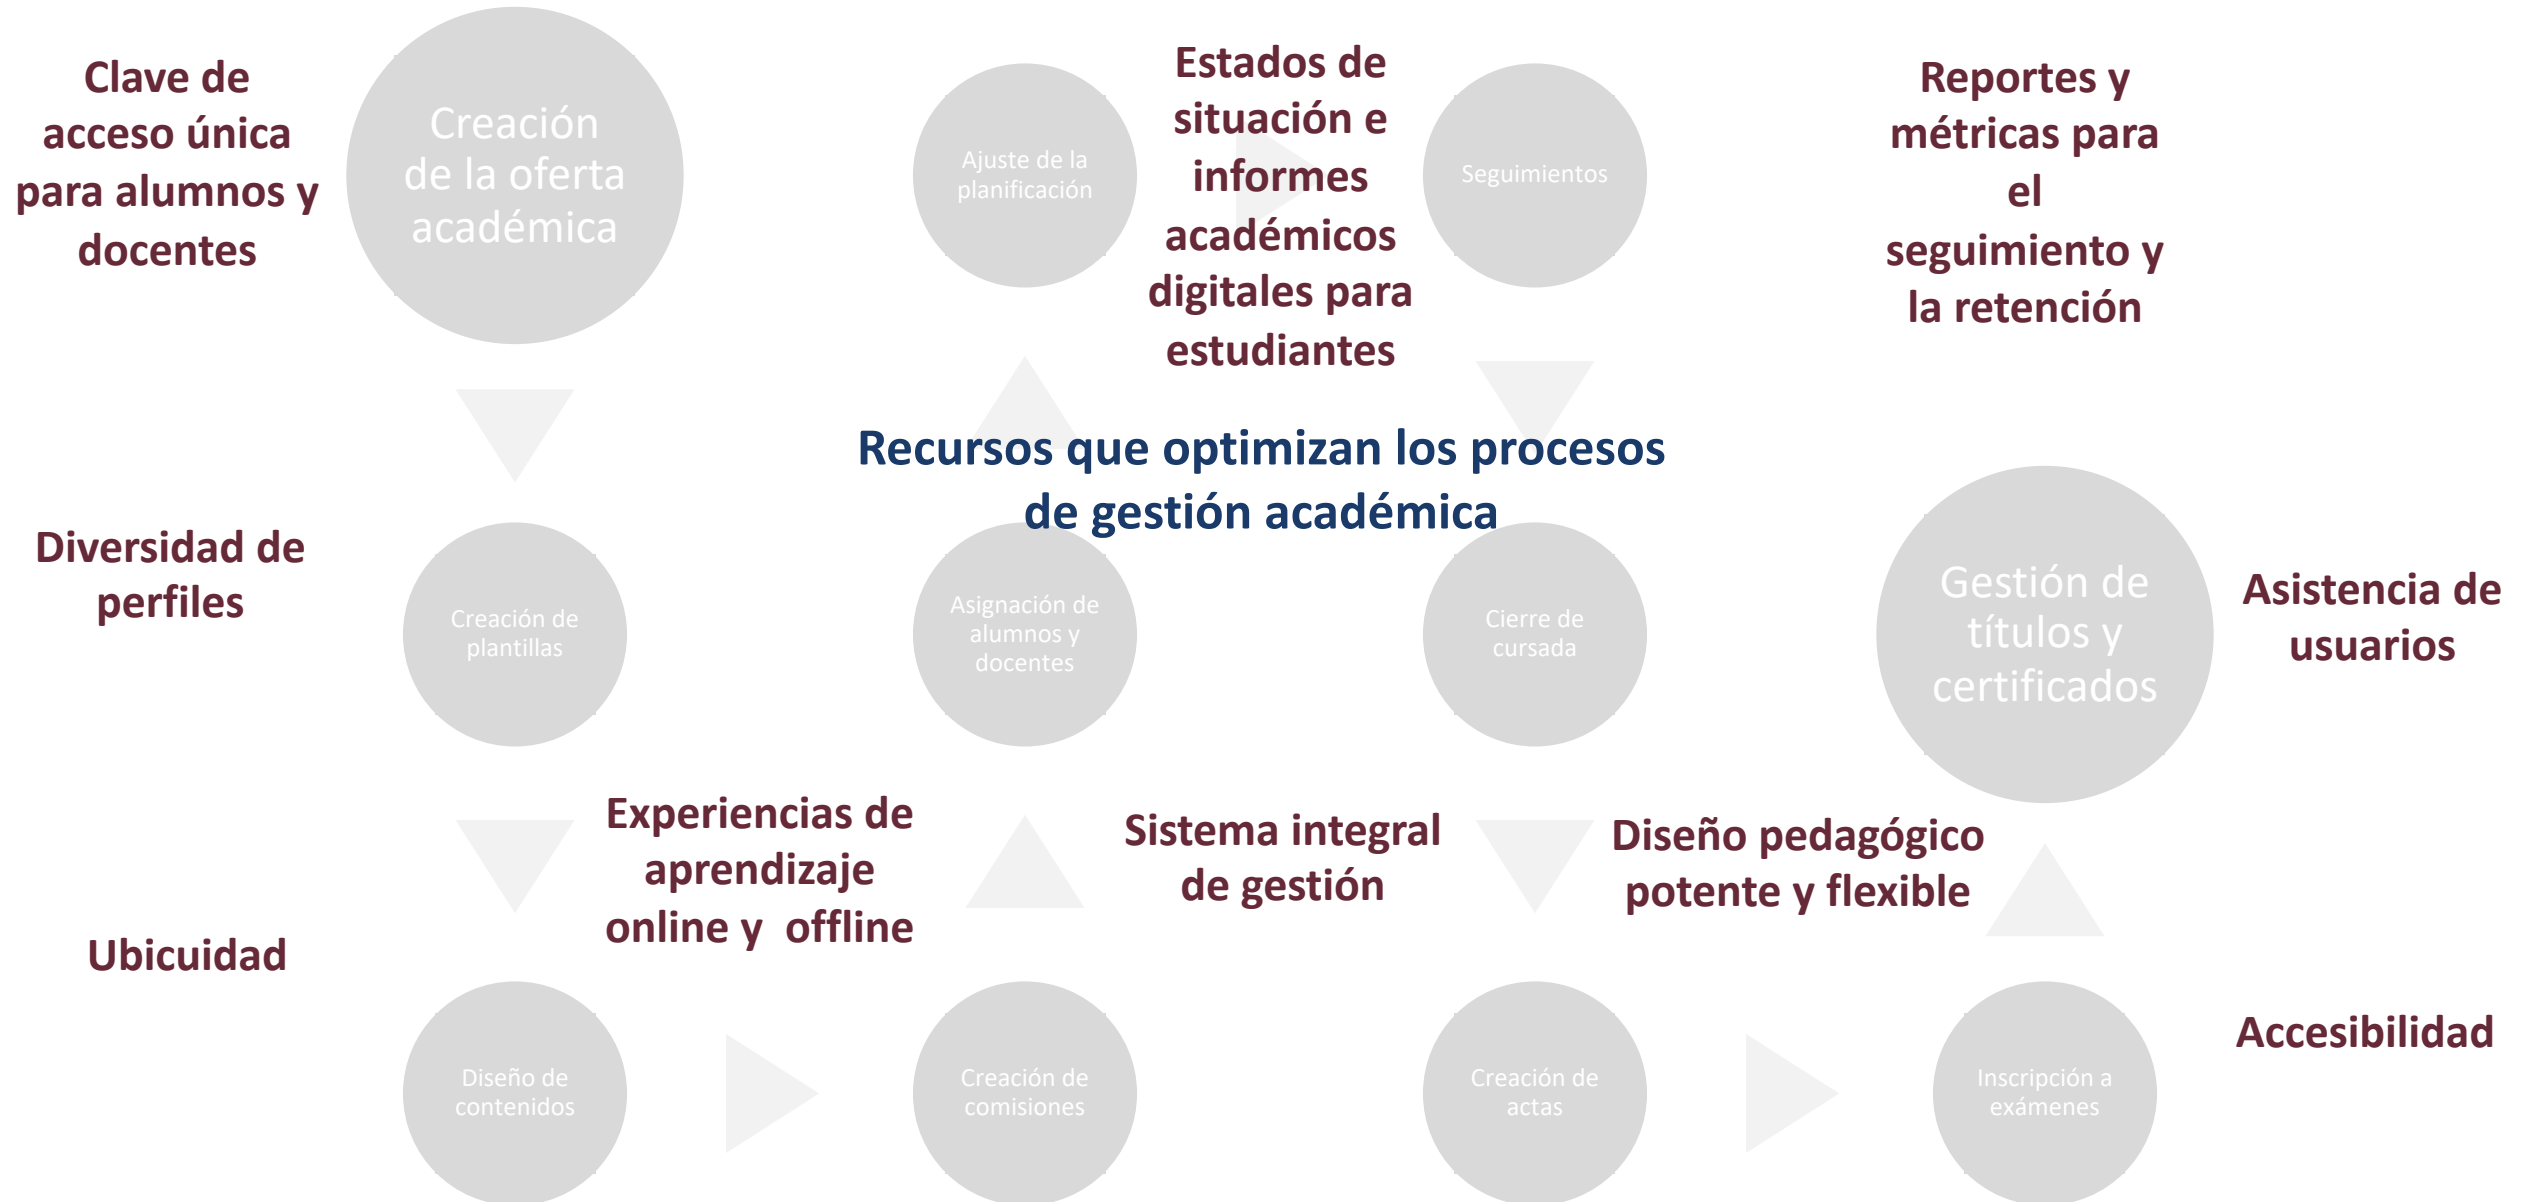 Clave de
acceso única
para alumnos y
docentes
Creación
de la oferta
académica
Ajuste de la
planificación
Estados de
situación e
informes
académicos
digitales para
estudiantes
Seguimientos
Reportes y
métricas para
el
seguimiento y
la retención
Recursos que optimizan los procesos
de gestión académica
Diversidad de
perfiles
Creación de
plantillas
Asignación de
alumnos y
docentes
Cierre de
cursada
Gestión de
títulos y
certificados
Asistencia de
usuarios
Experiencias de
aprendizaje
online y  offline
Sistema integral
de gestión
Diseño pedagógico
potente y flexible
Ubicuidad
Diseño de
contenidos
Creación de
comisiones
Creación de
actas
Inscripción a
exámenes
Accesibilidad